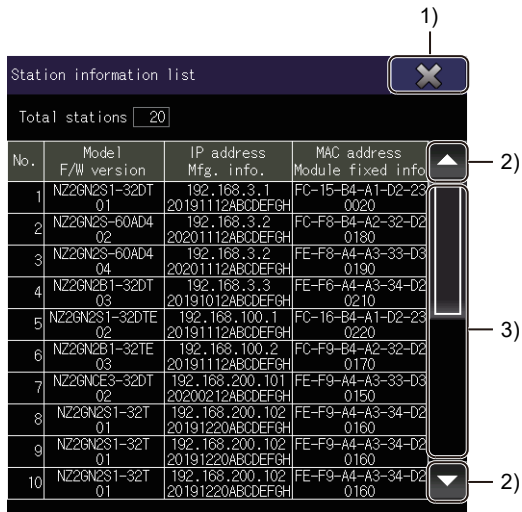 1)
Station information list
Total stations 20
No. Model IP address MAC address
F/W version Mfg. info. Module fixed info
2)
1 NZ2GN2S1-32DT 192.168.3.1 FC-15-B4-A1-D2-23
01 20191112ABCDEFGH 0020
2 NZ2GN2S-60AD4 192.168.3.2 FC-F8-B4-A2-32-D2
02 20201112ABCDEFGH 0180
3 NZ2GN2S-60AD4 192.168.3.2 FE-F8-A4-A3-33-D3
04 20191112ABCDEFGH 0190
4 NZ2GN2B1-32DT 192.168.3.3 FE-F6-A4-A3-34-D2
03 20191012ABCDEFGH 0210
5 NZ2GN2S1-32DTE 192.168.100.1 FC-16-B4-A1-D2-23
02 20191112ABCDEFGH 0220
3)
6 NZ2GN2B1-32TE 192.168.100.2 FC-F9-B4-A2-32-D2
03 20191112ABCDEFGH 0170
7 NZ2GNCE3-32DT 192.168.200.101 FE-F9-A4-A3-33-D3
02 20200212ABCDEFGH 0150
8 NZ2GN2S1-32T 192.168.200.102 FE-F9-A4-A3-34-D2
01 20191220ABCDEFGH 0160
9 NZ2GN2S1-32T 192.168.200.102 FE-F9-A4-A3-34-D2
01 20191220ABCDEFGH 0160
10 NZ2GN2S1-32T 192.168.200.102 FE-F9-A4-A3-34-D2
01 20191220ABCDEFGH 0160
2)